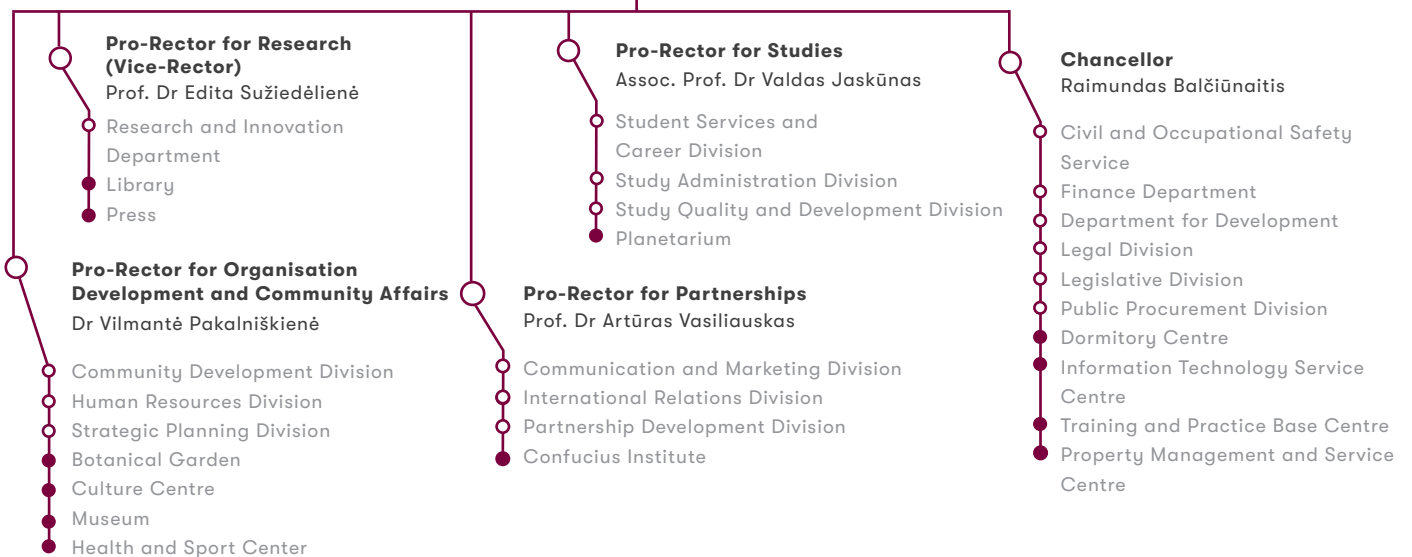 Pro-Rector for Research
(Vice-Rector)
Prof. Dr Edita Sužiedėlienė
Research and Innovation
Department
Library
Press
Pro-Rector for Organisation
Development and Community Affairs
Dr Vilmantė Pakalniškienė
Community Development Division
Human Resources Division
Strategic Planning Division
Botanical Garden
Culture Centre
Museum
Health and Sport Center
Pro-Rector for Studies
Assoc. Prof. Dr Valdas Jaskūnas
Student Services and
Career Division
Study Administration Division
Study Quality and Development Division
Planetarium
Pro-Rector for Partnerships
Prof. Dr Artūras Vasiliauskas
Communication and Marketing Division
International Relations Division
Partnership Development Division
Confucius Institute
Chancellor
Raimundas Balčiūnaitis
Civil and Occupational Safety
Service
Finance Department
Department for Development
Legal Division
Legislative Division
Public Procurement Division
Dormitory Centre
Information Technology Service
Centre
Training and Practice Base Centre
Property Management and Service
Centre